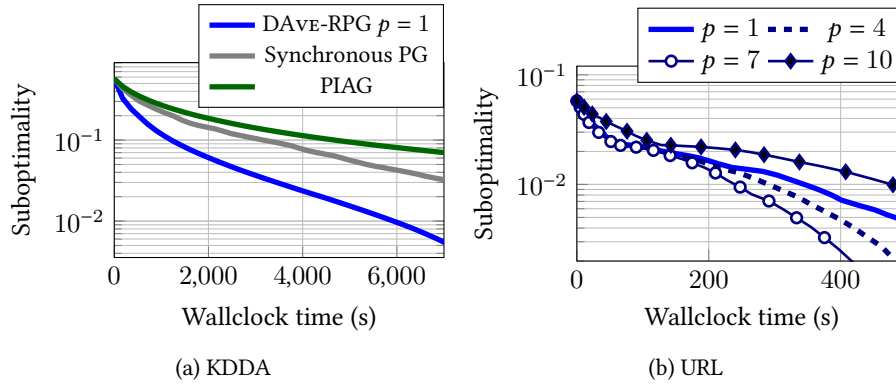 DAVE-RPG p = 1
Synchronous PG
PIAG
Suboptimality
10⁻¹
10⁻²
0 2,000 4,000 6,000
Wallclock time (s)
(a) KDDA
p = 1 p = 4
p = 7 p = 10
Suboptimality
10⁻¹
10⁻²
0 200 400
Wallclock time (s)
(b) URL